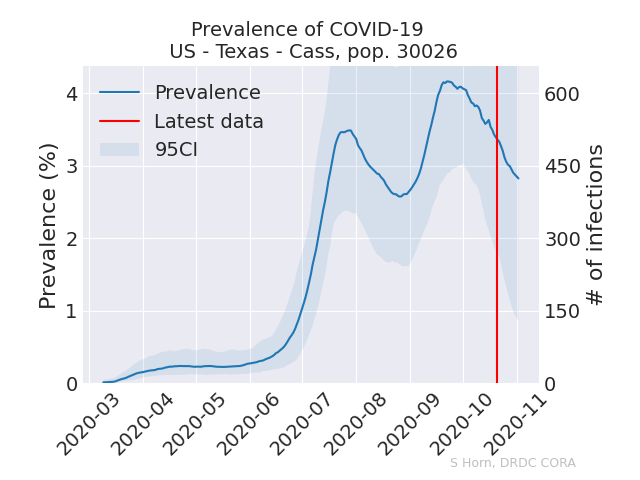 Prevalence of COVID-19
US - Texas - Cass, pop. 30026
Prevalence
Latest data
95CI
Prevalence (%)
4
3
2
1
0
# of infections
600
450
300
150
0
2020-03
2020-04
2020-05
2020-06
2020-07
2020-08
2020-09
2020-10
2020-11
S Horn, DRDC CORA